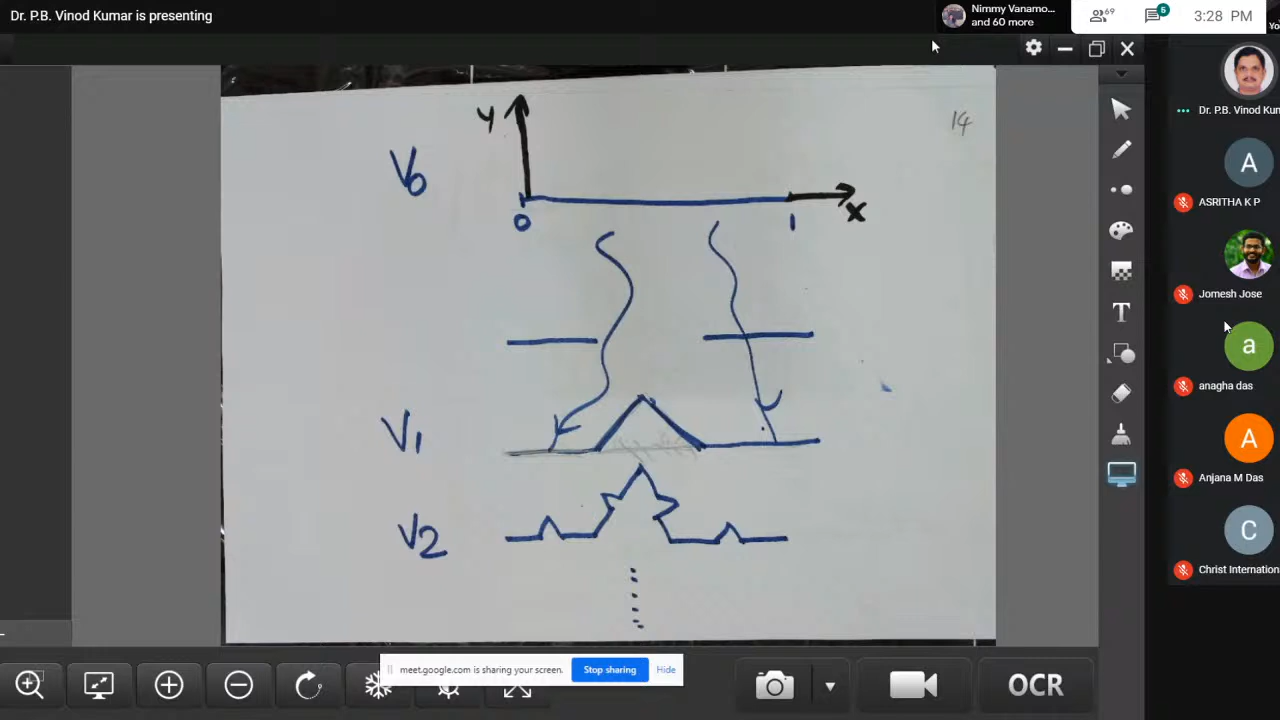 Dr. P.B. Vinod Kumar is presenting
Nimmy Vanamo...
and 60 more
69
5
3:28 PM
Dr. P.B. Vinod Kum
A
ASRITHA K P
Jomesh Jose
a
anagha das
A
Anjana M Das
C
Christ Internation
14
y
V0
0
1
x
V1
V2
T
meet.google.com is sharing your screen.
Stop sharing
Hide
OCR